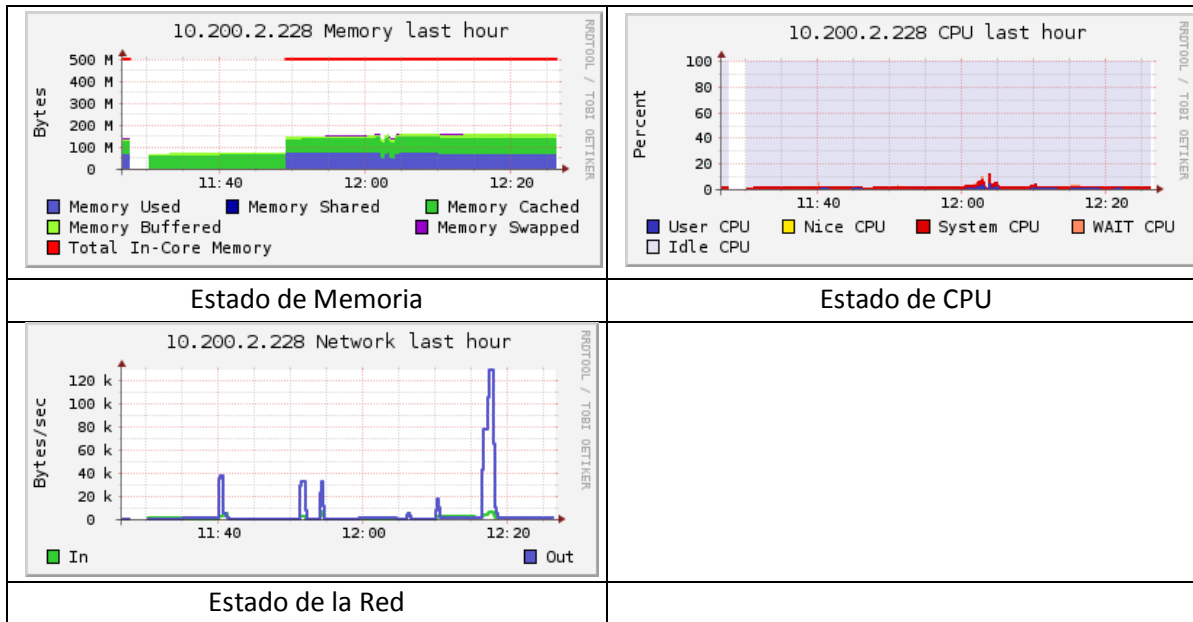 10.200.2.228 Memory last hour
RRDTOOL / TOBI OETIKER
Bytes
500 M
400 M
300 M
200 M
100 M
0
11:40 12:00 12:20
Memory Used Memory Shared Memory Cached
Memory Buffered Memory Swapped
Total In-Core Memory
10.200.2.228 CPU last hour
RRDTOOL / TOBI OETIKER
Percent
100
80
60
40
20
0
11:40 12:00 12:20
User CPU Nice CPU System CPU WAIT CPU
Idle CPU
Estado de Memoria
Estado de CPU
10.200.2.228 Network last hour
RRDTOOL / TOBI OETIKER
Bytes/sec
120 k
100 k
80 k
60 k
40 k
20 k
0
11:40 12:00 12:20
In Out
Estado de la Red